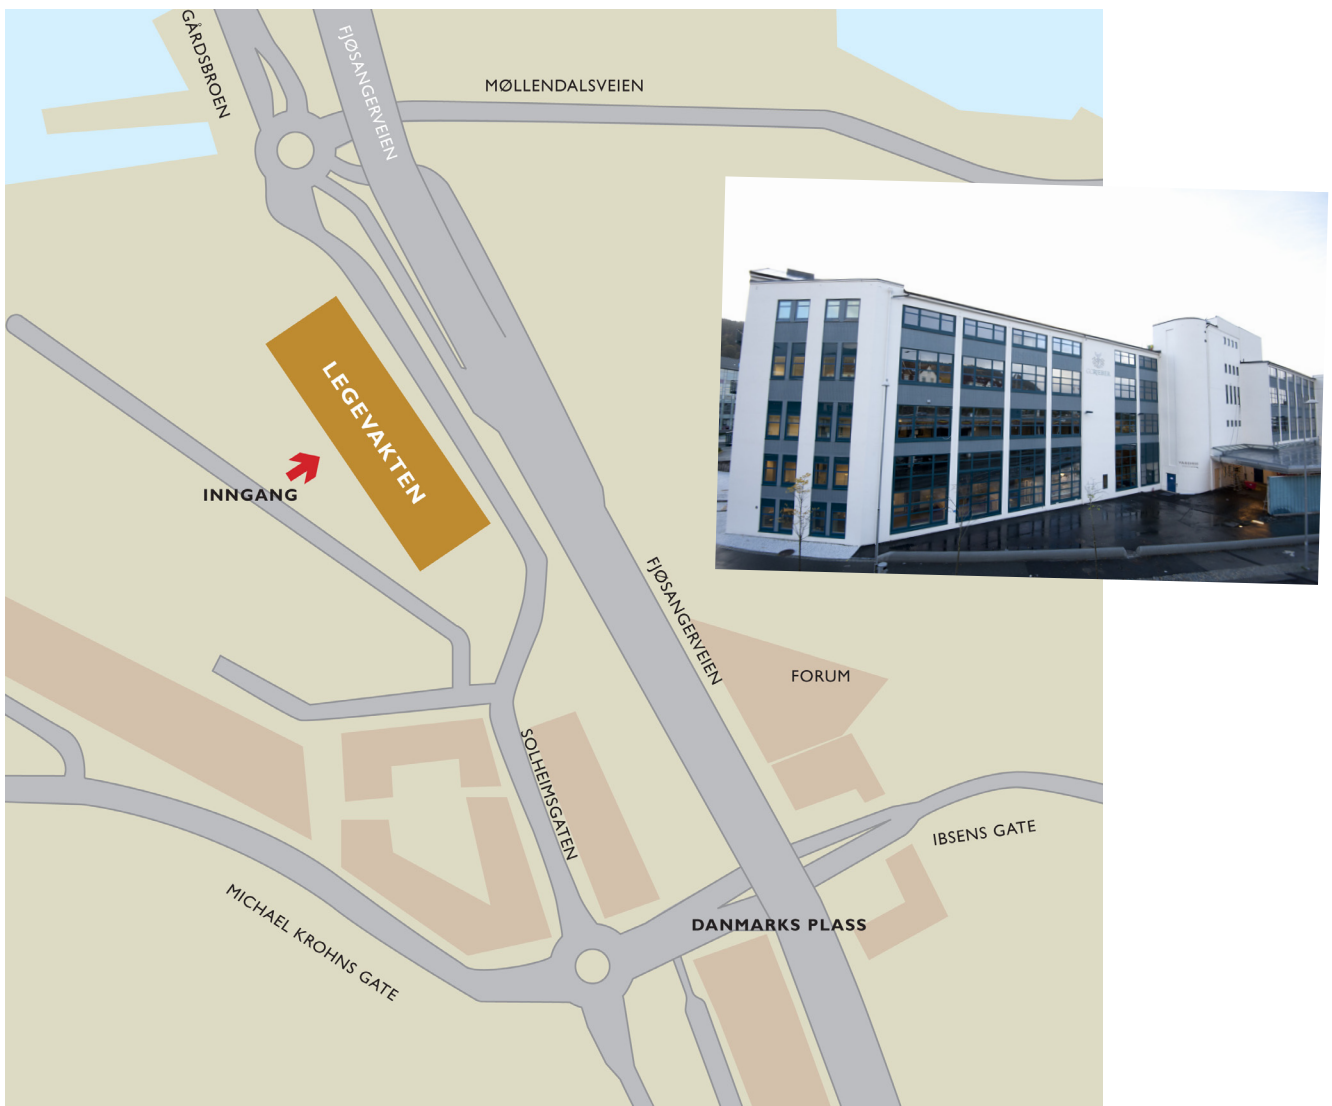 GÅRDSBROEN
FJØSANGERVEIEN
MØLLENDALSVEIEN
LEGEVAKTEN
INNGANG
FJØSANGERVEIEN
FORUM
SOLHEIMSGATEN
IBSENS GATE
MICHAEL KROHNS GATE
DANMARKS PLASS